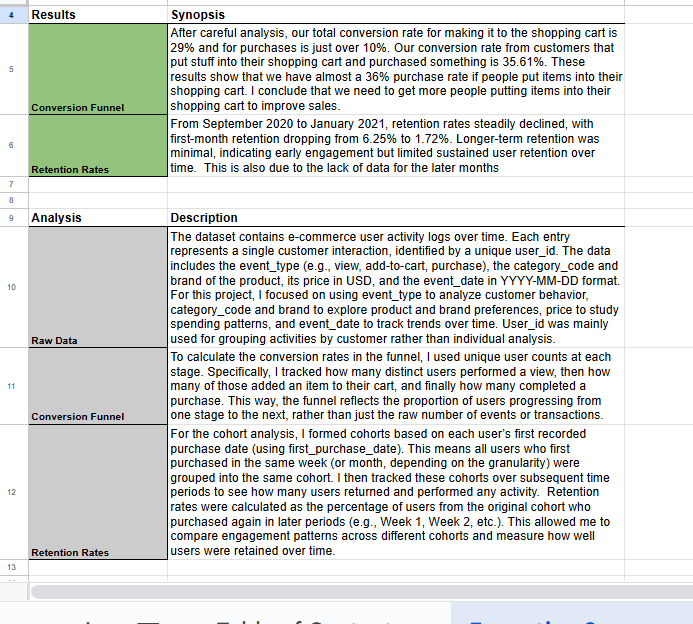 4 Results Synopsis
After careful analysis, our total conversion rate for making it to the shopping cart is
29% and for purchases is just over 10%. Our conversion rate from customers that
put stuff into their shopping cart and purchased something is 35.61%. These
5
results show that we have almost a 36% purchase rate if people put items into their
shopping cart. I conclude that we need to get more people putting items into their
Conversion Funnel
shopping cart to improve sales.
From September 2020 to January 2021, retention rates steadily declined, with
first-month retention dropping from 6.25% to 1.72%. Longer-term retention was
6
minimal, indicating early engagement but limited sustained user retention over
Retention Rates
time.  This is also due to the lack of data for the later months
7
8
9 Analysis Description
The dataset contains e-commerce user activity logs over time. Each entry
represents a single customer interaction, identified by a unique user_id. The data
includes the event_type (e.g., view, add-to-cart, purchase), the category_code and
brand of the product, its price in USD, and the event_date in YYYY-MM-DD format.
10
For this project, I focused on using event_type to analyze customer behavior,
category_code and brand to explore product and brand preferences, price to study
spending patterns, and event_date to track trends over time. User_id was mainly
Raw Data
used for grouping activities by customer rather than individual analysis.
To calculate the conversion rates in the funnel, I used unique user counts at each
stage. Specifically, I tracked how many distinct users performed a view, then how
11
many of those added an item to their cart, and finally how many completed a
purchase. This way, the funnel reflects the proportion of users progressing from
Conversion Funnel
one stage to the next, rather than just the raw number of events or transactions.
For the cohort analysis, I formed cohorts based on each user's first recorded
purchase date (using first_purchase_date). This means all users who first
purchased in the same week (or month, depending on the granularity) were
grouped into the same cohort. I then tracked these cohorts over subsequent time
12
periods to see how many users returned and performed any activity.  Retention
rates were calculated as the percentage of users from the original cohort who
purchased again in later periods (e.g., Week 1, Week 2, etc.). This allowed me to
compare engagement patterns across different cohorts and measure how well
Retention Rates
users were retained over time.
13